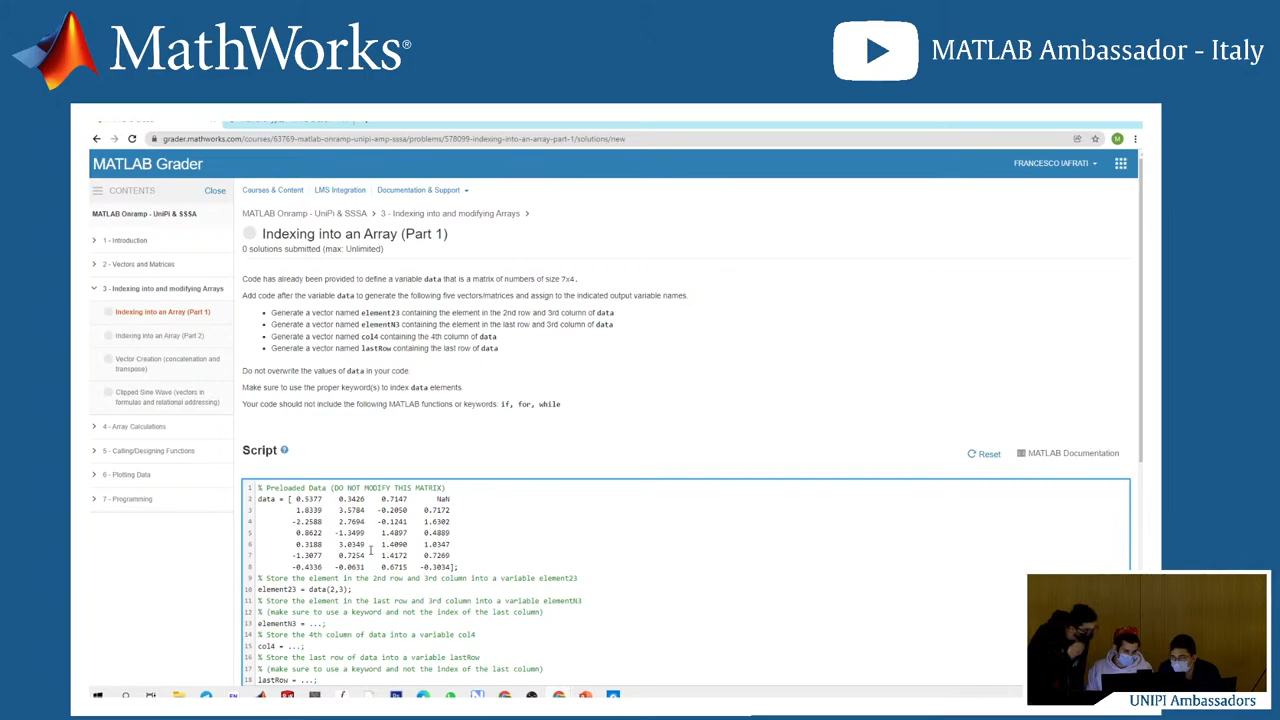 MathWorks®
MATLAB Ambassador - Italy
grader.mathworks.com/courses/63769-matlab-onramp-unipi-amp-sssa/problems/578099-indexing-into-an-array-part-1/solutions/new
M
MATLAB Grader
FRANCESCO IAFRATI
CONTENTS
Close
MATLAB Onramp - UniPi & SSSA
1 - Introduction
2 - Vectors and Matrices
3 - Indexing into and modifying Arrays
Indexing into an Array (Part 1)
Indexing into an Array (Part 2)
Vector Creation (concatenation and
transpose)
Clipped Sine Wave (vectors in
formulas and relational addressing)
4 - Array Calculations
5 - Calling/Designing Functions
6 - Plotting Data
7 - Programming
Courses & Content
LMS Integration
Documentation & Support
MATLAB Onramp - UniPi & SSSA > 3 - Indexing into and modifying Arrays >
Indexing into an Array (Part 1)
0 solutions submitted (max: Unlimited)
Code has already been provided to define a variable data that is a matrix of numbers of size 7x4.
Add code after the variable data to generate the following five vectors/matrices and assign to the indicated output variable names.
• Generate a vector named element23 containing the element in the 2nd row and 3rd column of data
• Generate a vector named elementN3 containing the element in the last row and 3rd column of data
• Generate a vector named col4 containing the 4th column of data
• Generate a vector named lastRow containing the last row of data
Do not overwrite the values of data in your code.
Make sure to use the proper keyword(s) to index data elements.
Your code should not include the following MATLAB functions or keywords: if, for, while
Script
Reset
MATLAB Documentation
1 % Preloaded Data (DO NOT MODIFY THIS MATRIX)
2 data = [ 0.5377 0.3426 0.7147 NaN
3 1.8339 3.5784 -0.2050 0.7172
4 -2.2588 2.7694 -0.1241 1.6302
5 0.8622 -1.3499 1.4897 0.4889
6 0.3188 3.0349 1.4090 1.0347
7 -1.3077 0.7254 1.4172 0.7269
8 -0.4336 -0.0631 0.6715 -0.3034];
9 % Store the element in the 2nd row and 3rd column into a variable element23
10 element23 = data(2,3);
11 % Store the element in the last row and 3rd column into a variable elementN3
12 % (make sure to use a keyword and not the index of the last column)
13 elementN3 = ...;
14 % Store the 4th column of data into a variable col4
15 col4 = ...;
16 % Store the last row of data into a variable lastRow
17 % (make sure to use a keyword and not the index of the last column)
18 lastRow = ...;
EN
UNIPI Ambassadors